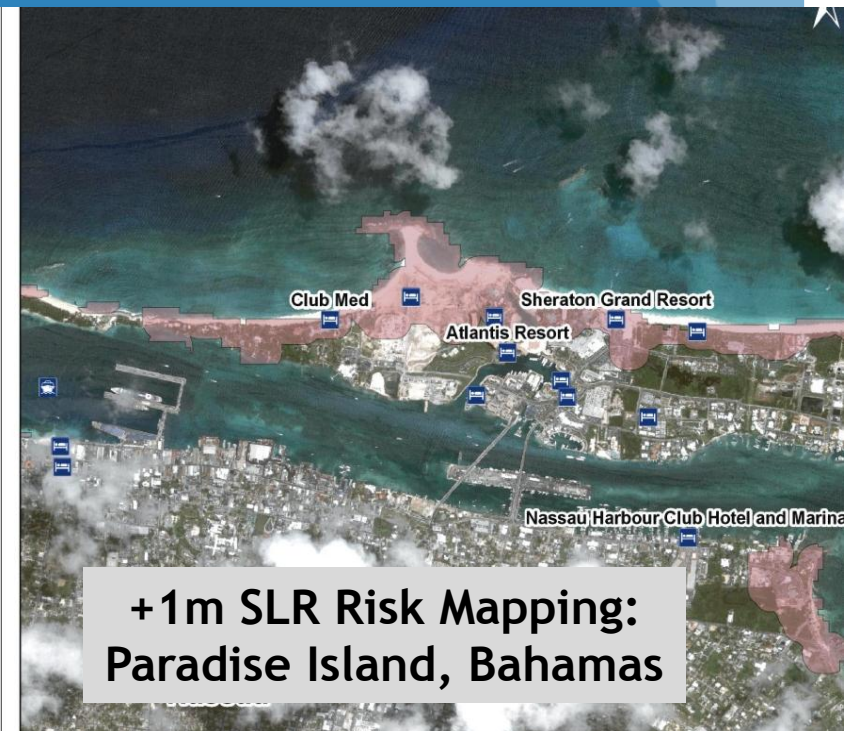 Club Med
Sheraton Grand Resort
Atlantis Resort
Nassau Harbour Club Hotel and Marina
+1m SLR Risk Mapping:
Paradise Island, Bahamas